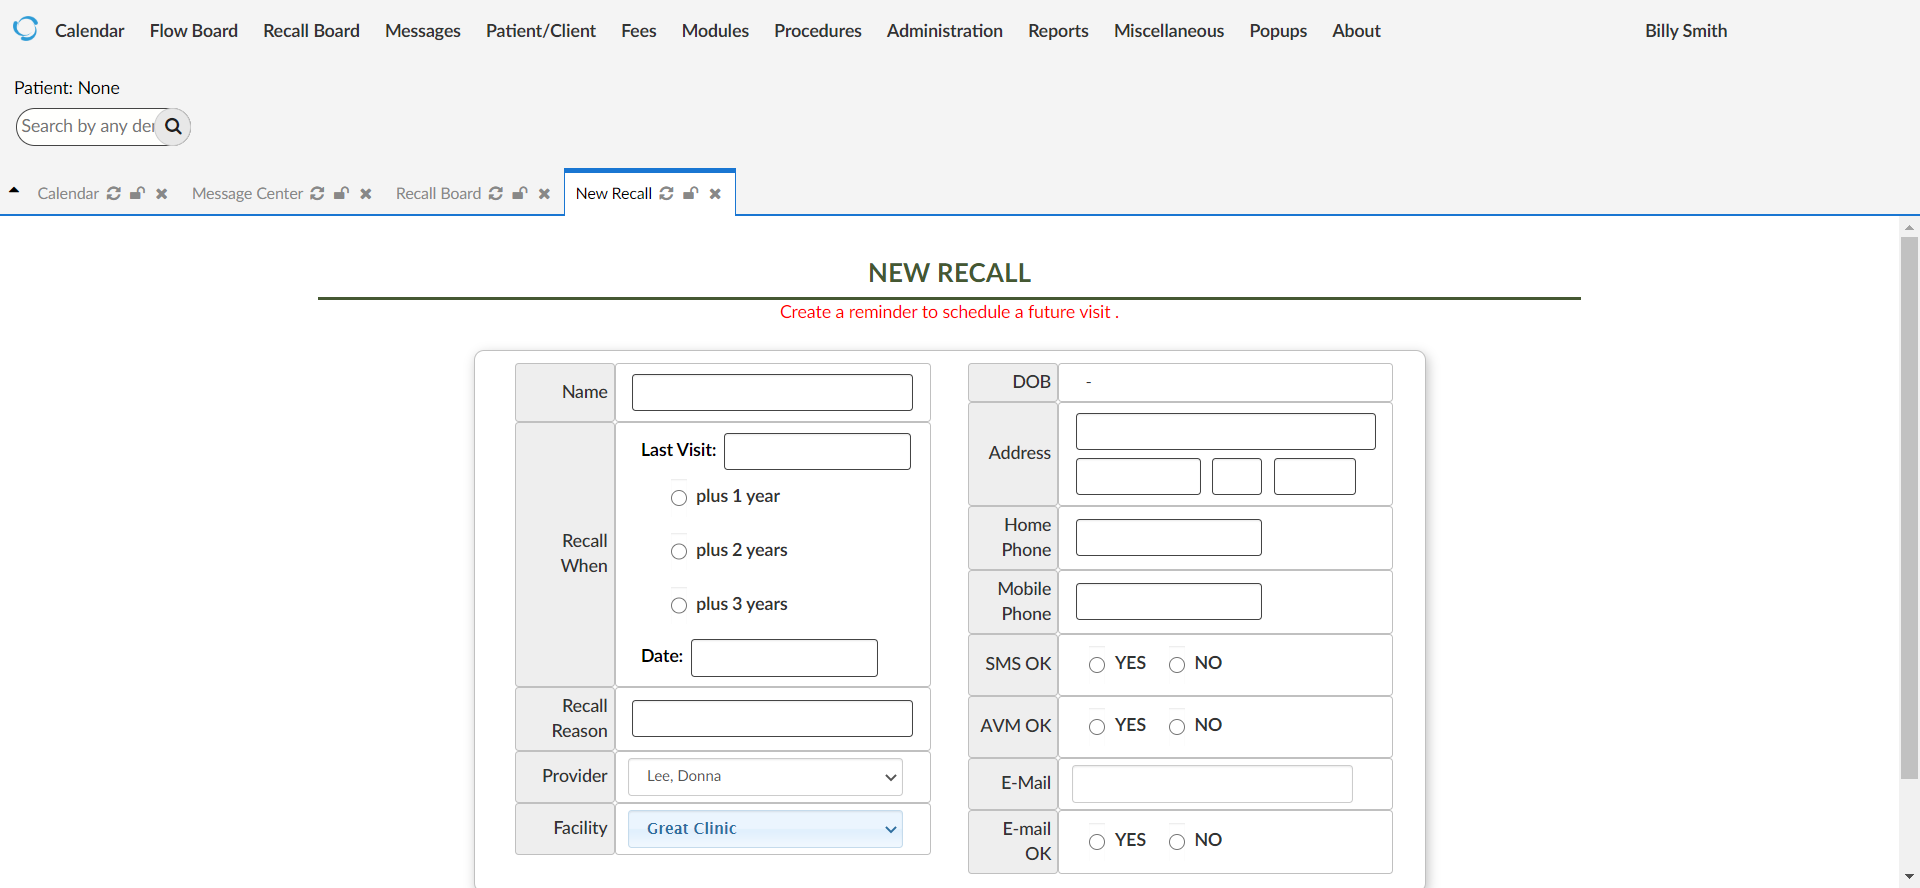 Calendar Flow Board Recall Board Messages Patient/Client Fees Modules Procedures Administration Reports Miscellaneous Popups About Billy Smith
Patient: None
Search by any der
Calendar Message Center Recall Board New Recall
NEW RECALL
Create a reminder to schedule a future visit .
Name
Recall When
Last Visit:
plus 1 year
plus 2 years
plus 3 years
Date:
Recall Reason
Provider Lee, Donna
Facility Great Clinic
DOB -
Address
Home Phone
Mobile Phone
SMS OK YES NO
AVM OK YES NO
E-Mail
E-mail OK YES NO